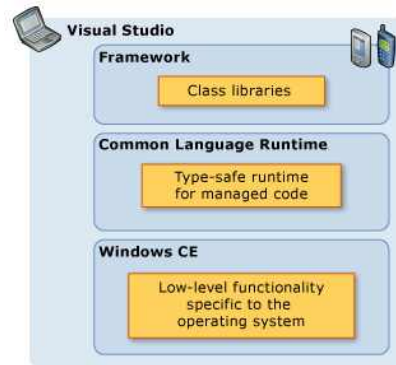 Visual Studio
Framework
Class libraries
Common Language Runtime
Type-safe runtime
for managed code
Windows CE
Low-level functionality
specific to the
operating system